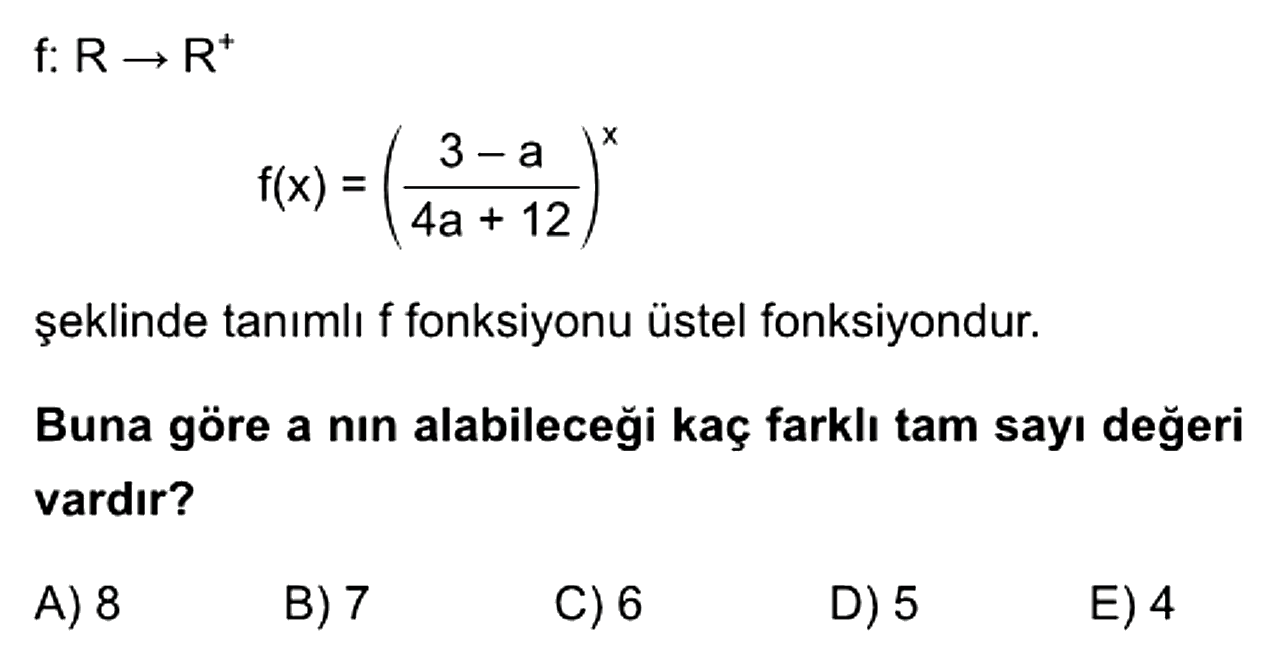 f: R → R⁺
f(x) = ( (3 – a) / (4a + 12) )ˣ
şeklinde tanımlı f fonksiyonu üstel fonksiyondur.
Buna göre a nın alabileceği kaç farklı tam sayı değeri
vardır?
A) 8 B) 7 C) 6 D) 5 E) 4